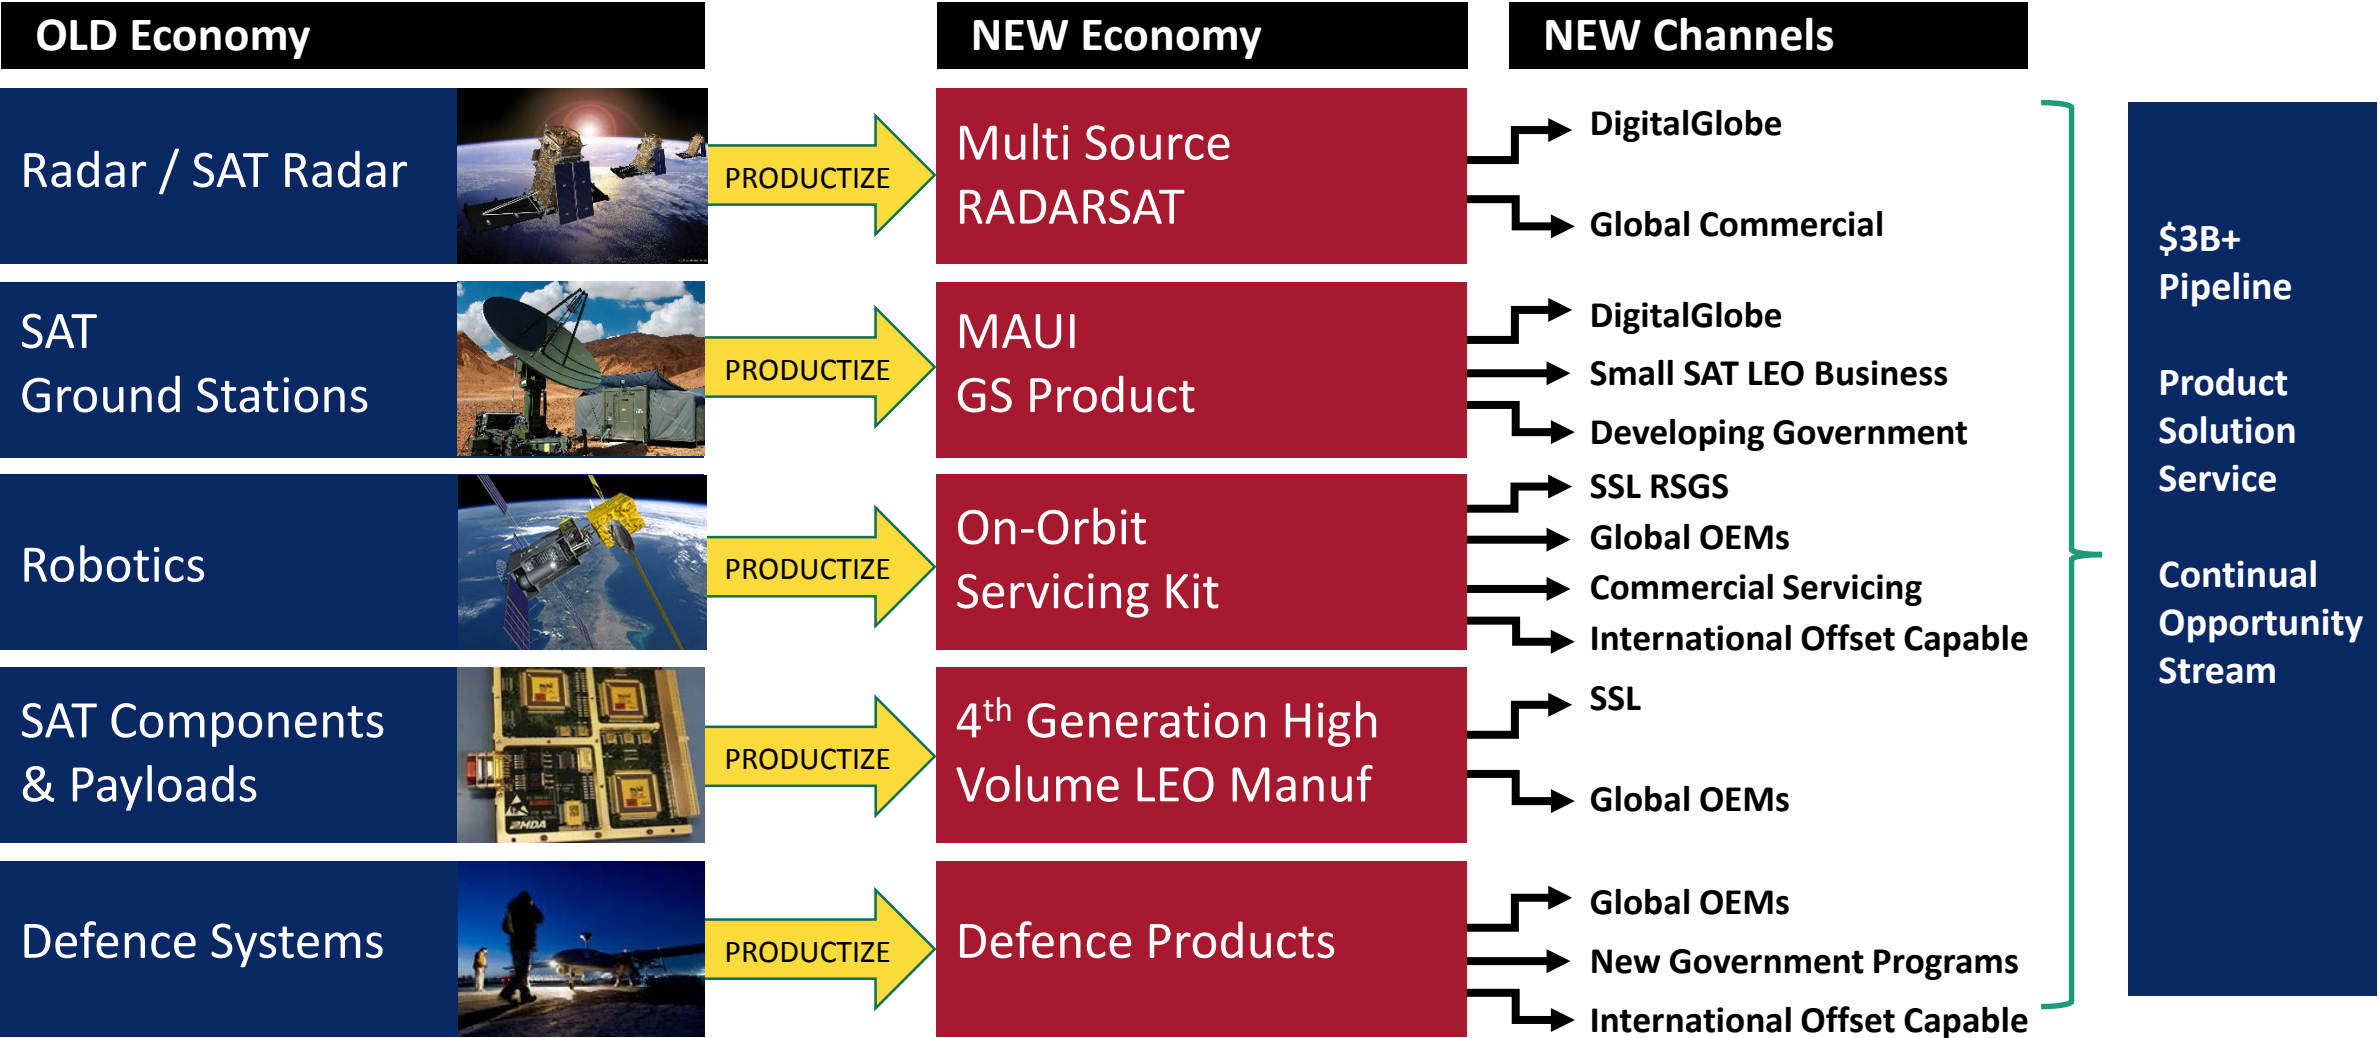 OLD Economy
NEW Economy
NEW Channels
Radar / SAT Radar
PRODUCTIZE
Multi Source
RADARSAT
DigitalGlobe
Global Commercial
SAT
Ground Stations
PRODUCTIZE
MAUI
GS Product
DigitalGlobe
Small SAT LEO Business
Developing Government
Robotics
PRODUCTIZE
On-Orbit
Servicing Kit
SSL RSGS
Global OEMs
Commercial Servicing
International Offset Capable
SAT Components
& Payloads
MDA
PRODUCTIZE
4th Generation High
Volume LEO Manuf
SSL
Global OEMs
Defence Systems
PRODUCTIZE
Defence Products
Global OEMs
New Government Programs
International Offset Capable
$3B+
Pipeline
Product
Solution
Service
Continual
Opportunity
Stream